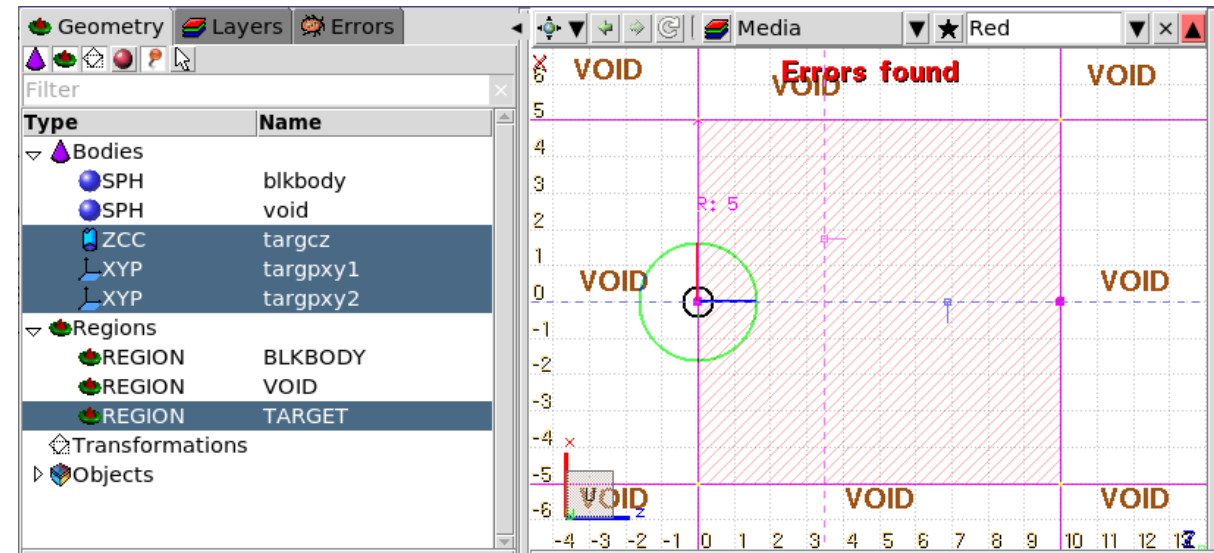 Geometry Layers Errors
Filter
Type Name
Bodies
SPH blkbody
SPH void
ZCC targcz
XYP targpxy1
XYP targpxy2
Regions
REGION BLKBODY
REGION VOID
REGION TARGET
Transformations
Objects
Media Red
Errors found
VOID VOID VOID
R: 5
VOID VOID
VOID VOID VOID
6
5
4
3
2
1
0
-1
-2
-3
-4
-5
-6
x
z
-4 -3 -2 -1 0 1 2 3 4 5 6 7 8 9 10 11 12
Z